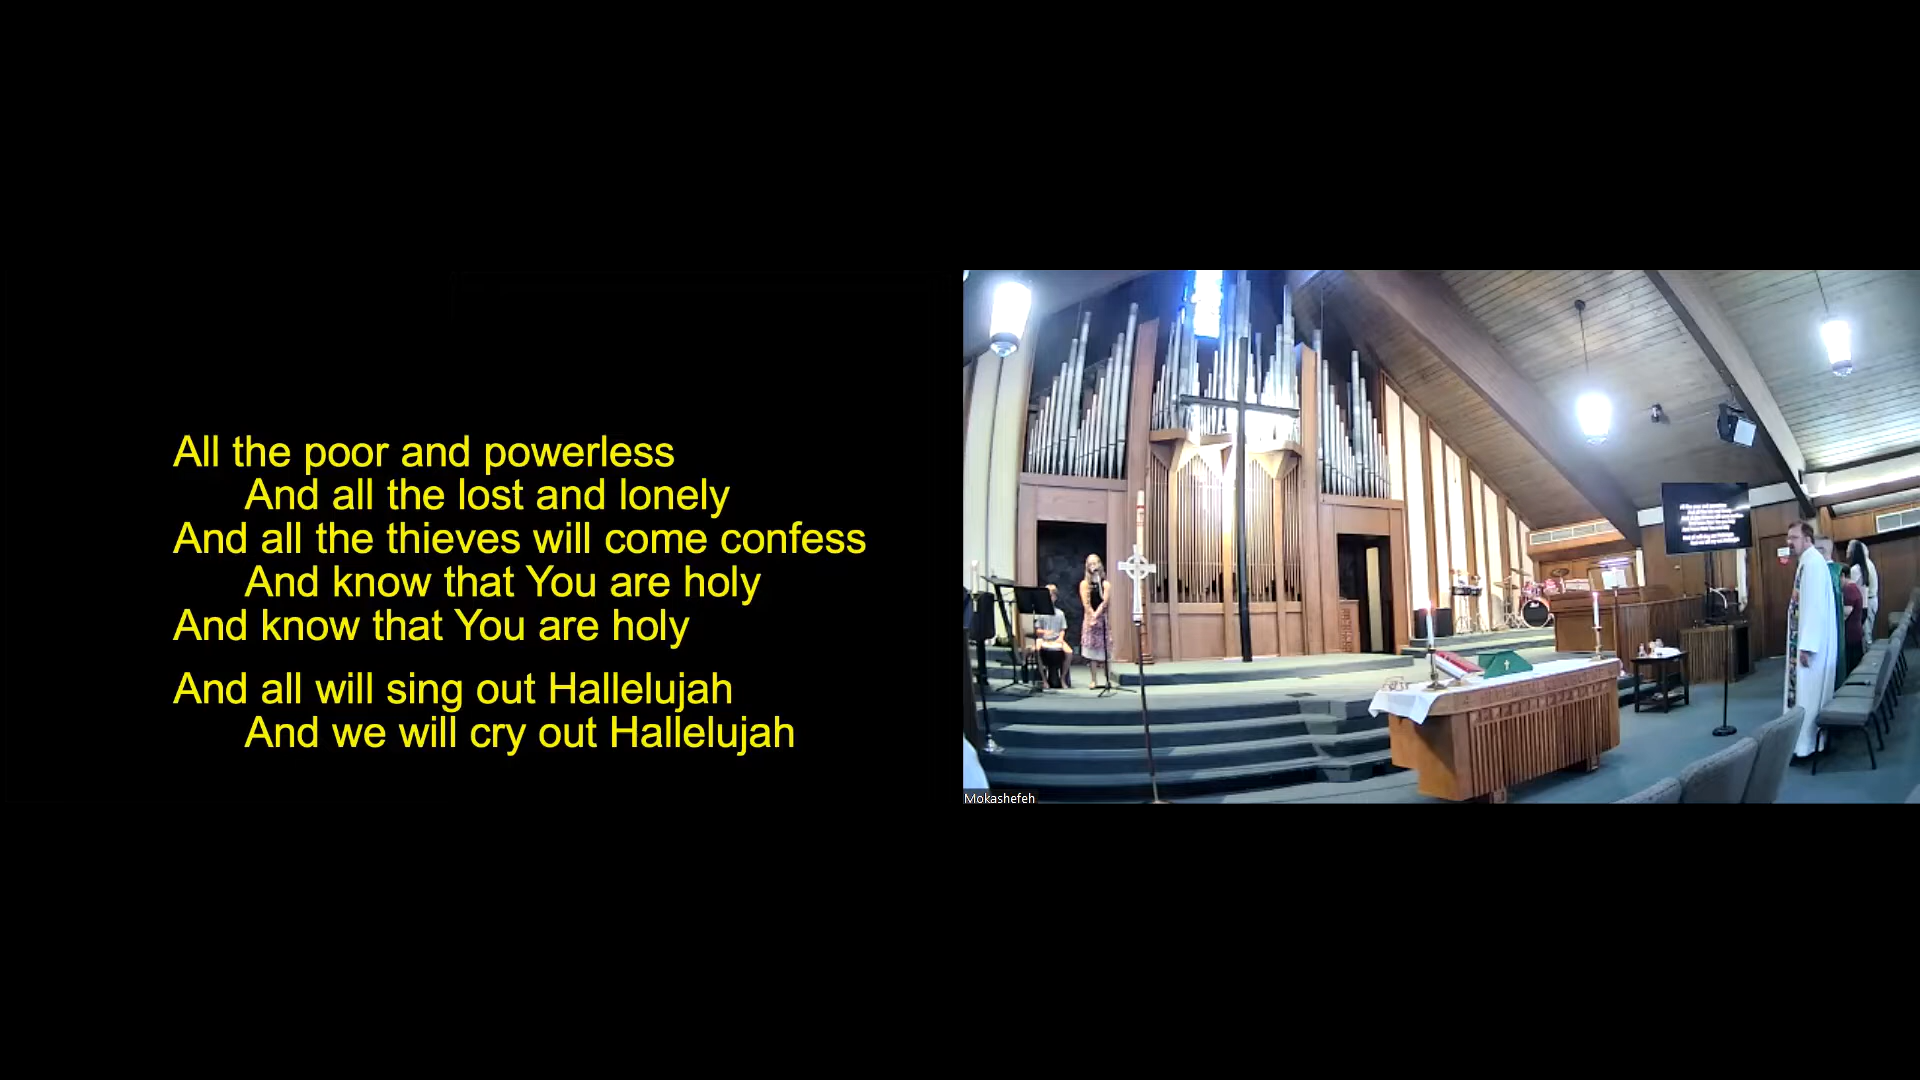 All the poor and powerless
And all the lost and lonely
And all the thieves will come confess
And know that You are holy
And know that You are holy
And all will sing out Hallelujah
And we will cry out Hallelujah
Mokashefeh